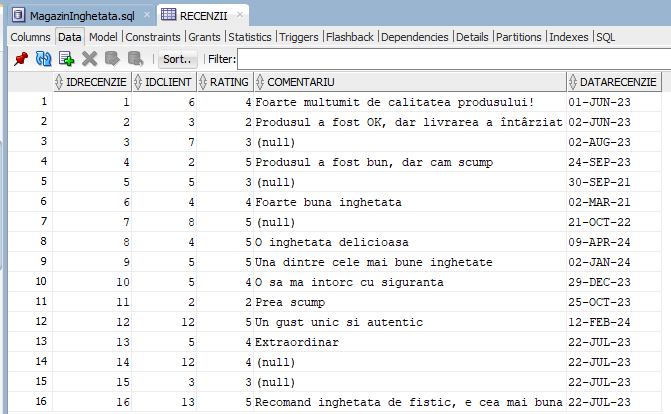 MagazinInghetata.sql RECENZII
Columns Data Model Constraints Grants Statistics Triggers Flashback Dependencies Details Partitions Indexes SQL
Sort.. Filter:
IDRECENZIE IDCLIENT RATING COMENTARIU DATARECENZIE
1 1 6 4 Foarte multumit de calitatea produsului! 01-JUN-23
2 2 3 2 Produsul a fost OK, dar livrarea a întârziat 02-JUN-23
3 3 7 3 (null) 02-AUG-23
4 4 2 5 Produsul a fost bun, dar cam scump 24-SEP-23
5 5 5 3 (null) 30-SEP-21
6 6 4 4 Foarte buna inghetata 02-MAR-21
7 7 8 5 (null) 21-OCT-22
8 8 4 5 O inghetata delicioasa 09-APR-24
9 9 5 5 Una dintre cele mai bune inghetate 02-JAN-24
10 10 5 4 O sa ma intorc cu siguranta 29-DEC-23
11 11 2 2 Prea scump 25-OCT-23
12 12 12 5 Un gust unic si autentic 12-FEB-24
13 13 5 4 Extraordinar 22-JUL-23
14 14 12 4 (null) 22-JUL-23
15 15 3 3 (null) 22-JUL-23
16 16 13 5 Recomand inghetata de fistic, e cea mai buna 22-JUL-23